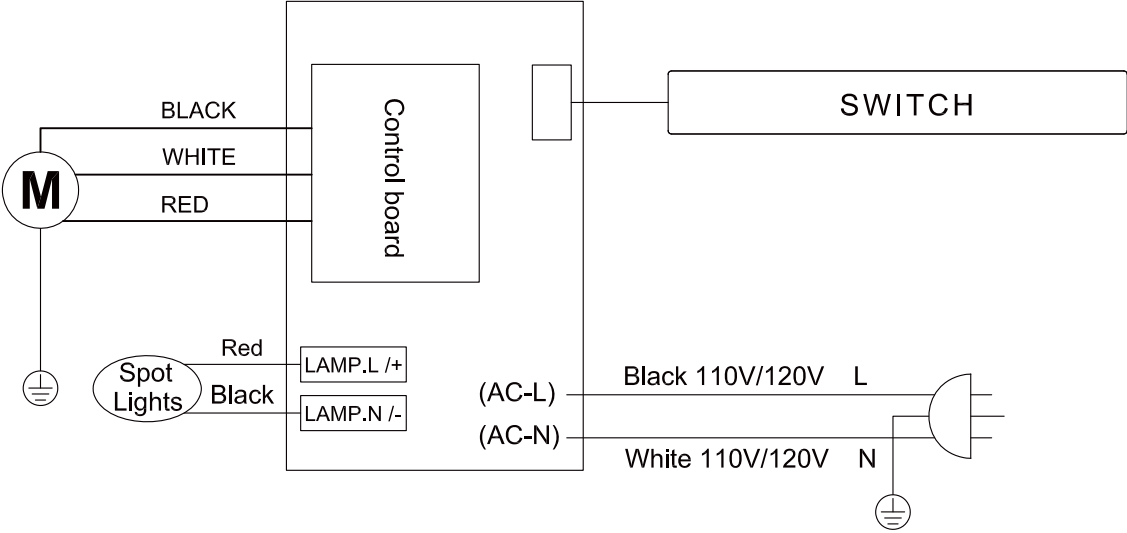 SWITCH
BLACK
Control board
WHITE
M
RED
Red
LAMP.L /+
Spot
Lights
Black
LAMP.N /-
(AC-L)
Black 110V/120V L
(AC-N)
White 110V/120V N